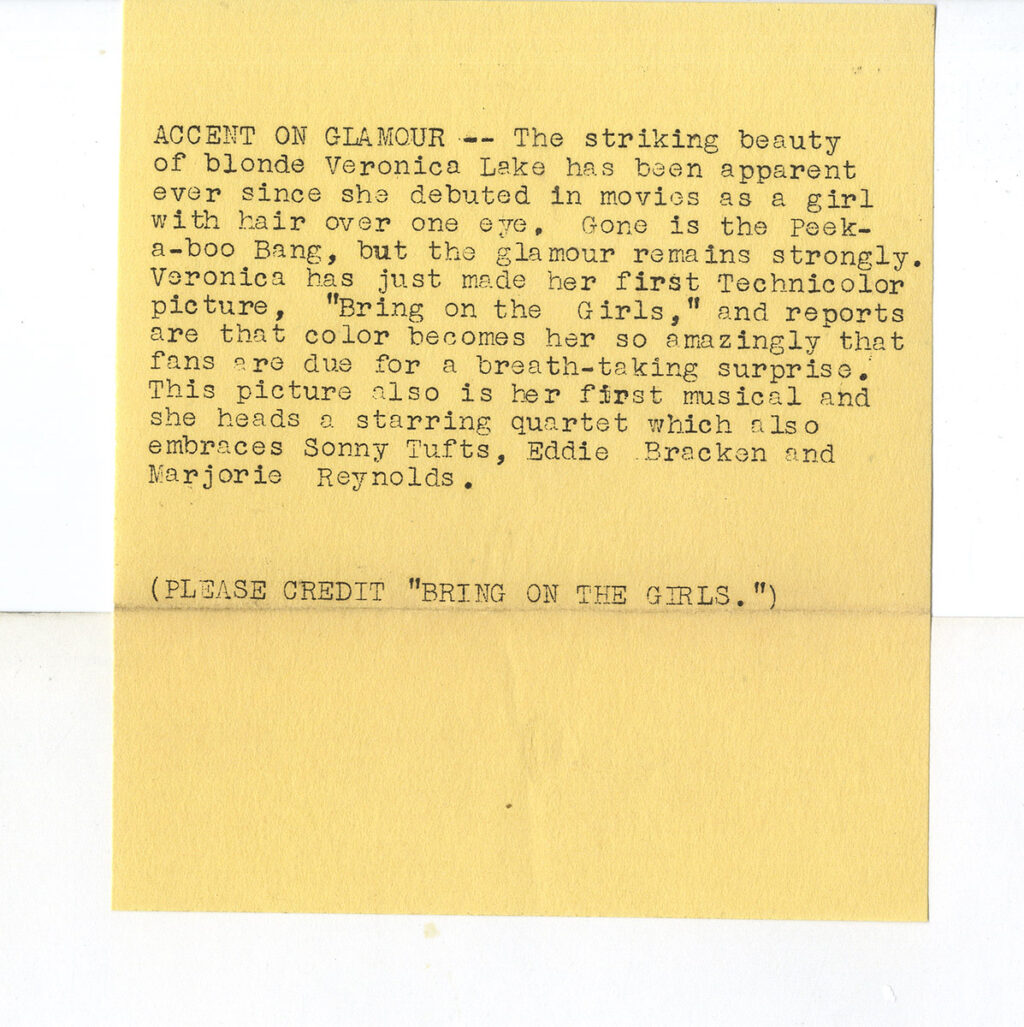 ACCENT ON GLAMOUR -- The striking beauty
of blonde Veronica Lake has been apparent
ever since she debuted in movies as a girl
with hair over one eye. Gone is the Peek-
a-boo Bang, but the glamour remains strongly.
Veronica has just made her first Technicolor
picture, "Bring on the Girls," and reports
are that color becomes her so amazingly that
fans are due for a breath-taking surprise.
This picture also is her first musical and
she heads a starring quartet which also
embraces Sonny Tufts, Eddie Bracken and
Marjorie Reynolds.
(PLEASE CREDIT "BRING ON THE GIRLS.")